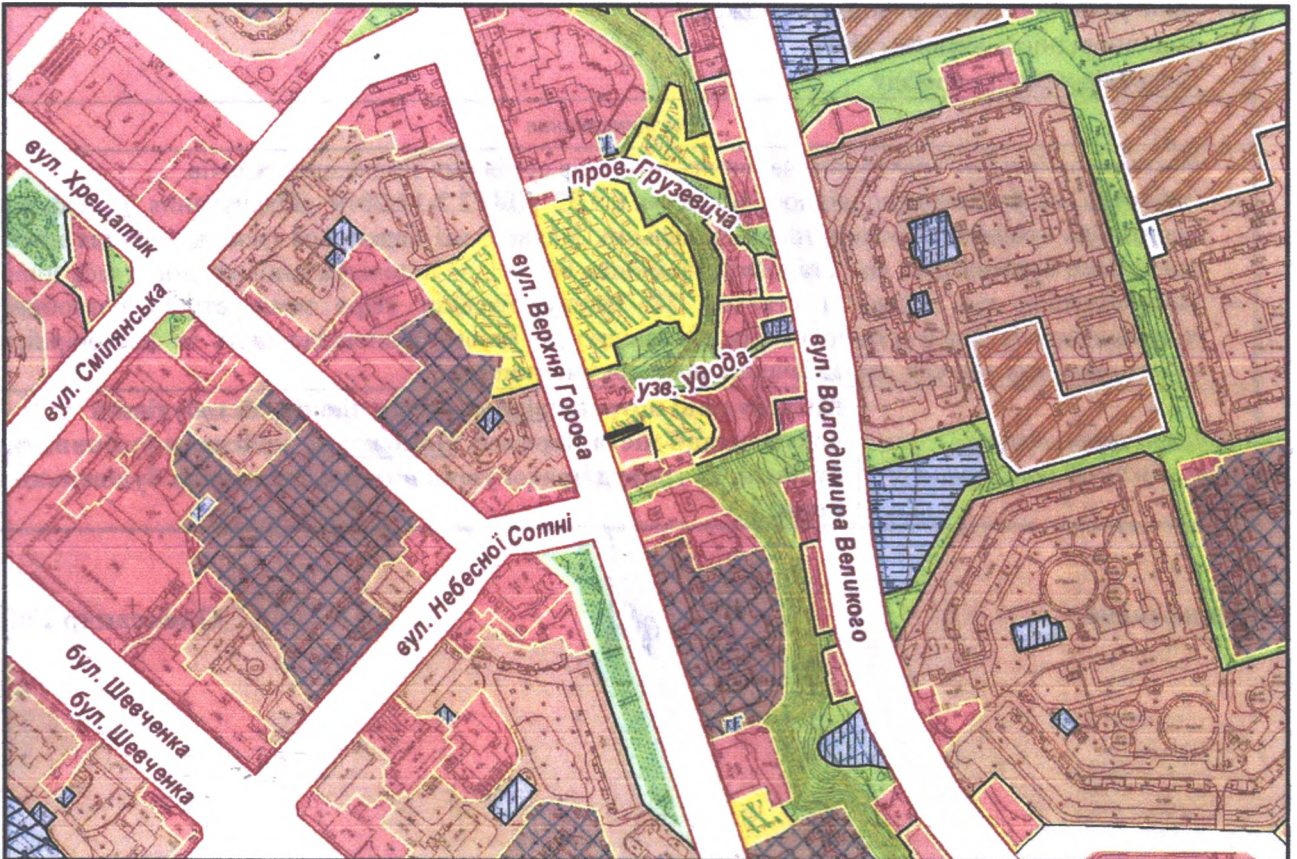 вул. Хрещатик
пров. Грузевича
вул. Верхня Горова
вул. Смілянська
узв. Удода
вул. Володимира Великого
вул. Небесної Сотні
бул. Шевченка
бул. Шевченка